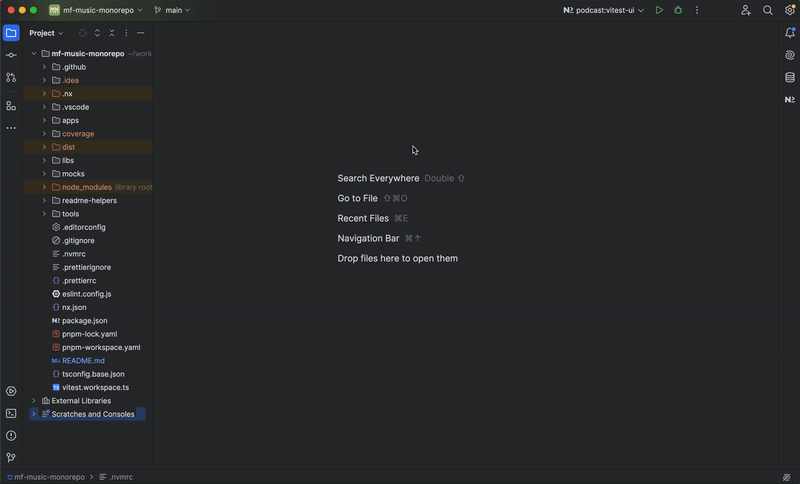 MM mf-music-monorepo main podcast:vitest-ui
Project
mf-music-monorepo ~/work
.github
.idea
.nx
.vscode
apps
coverage
dist
libs
mocks
node_modules library root
readme-helpers
tools
.editorconfig
.gitignore
.nvmrc
.prettierignore
.prettierrc
eslint.config.js
nx.json
package.json
pnpm-lock.yaml
pnpm-workspace.yaml
README.md
tsconfig.base.json
vitest.workspace.ts
External Libraries
Scratches and Consoles
Search Everywhere Double ⇧
Go to File ⇧⌘O
Recent Files ⌘E
Navigation Bar ⌘↑
Drop files here to open them
mf-music-monorepo > .nvmrc